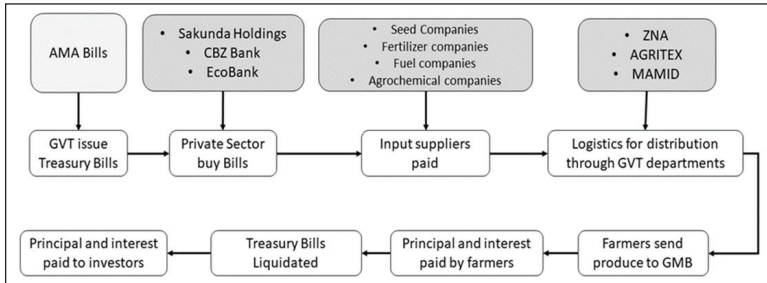 AMA Bills
• Sakunda Holdings
• CBZ Bank
• EcoBank
• Seed Companies
• Fertilizer companies
• Fuel companies
• Agrochemical companies
• ZNA
• AGRITEX
• MAMID
GVT issue
Treasury Bills
Private Sector
buy Bills
Input suppliers
paid
Logistics for distribution
through GVT departments
Principal and interest
paid to investors
Treasury Bills
Liquidated
Principal and interest
paid by farmers
Farmers send
produce to GMB